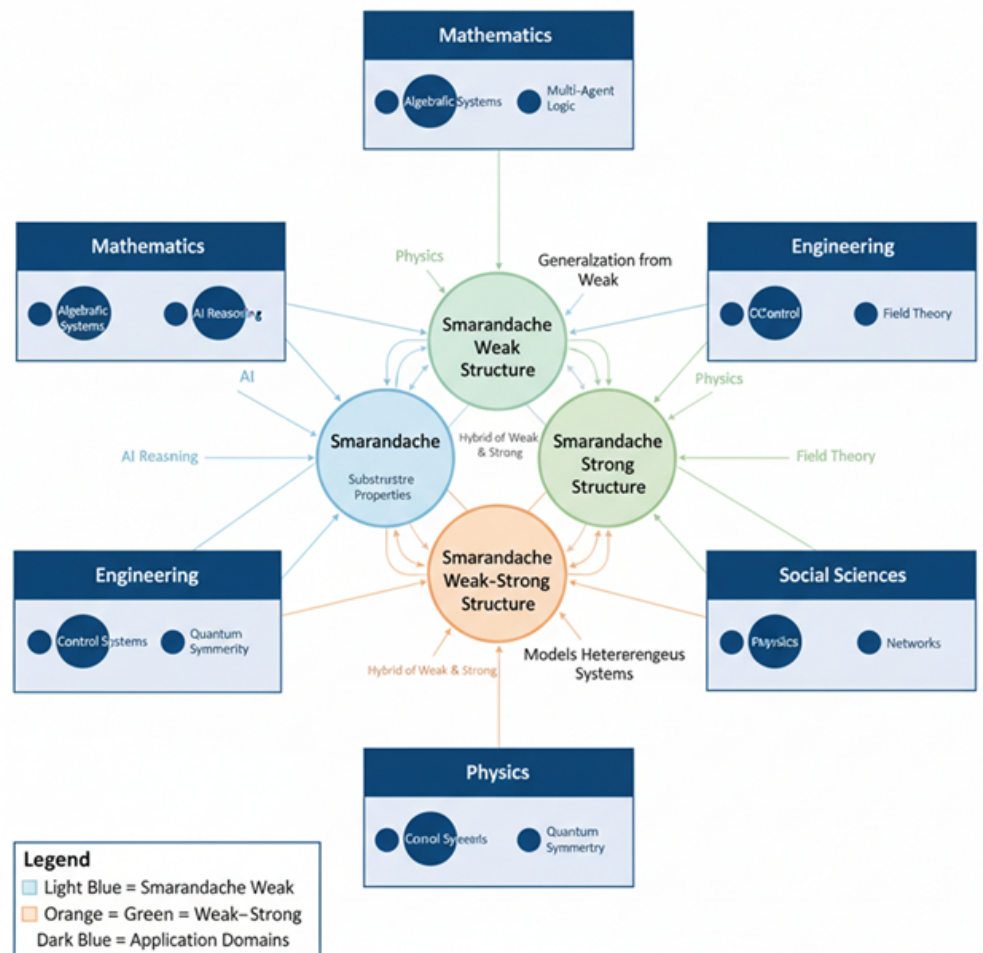 Mathematics
Algebrafic Systems
Multi-Agent
Logic
Mathematics
Algebrafic
Systems
AI Reasoning
Engineering
CControl
Field Theory
Physics
Generalzation from
Weak
Smarandache
Weak
Structure
AI
Physics
Smarandache
Substrustre
Properties
Hybrid of Weak
& Strong
Smarandache
Strong
Structure
AI Reasning
Field Theory
Engineering
Control Systems
Quantum
Symmerity
Smarandache
Weak-Strong
Structure
Social Sciences
Networks
Hybrid of Weak & Strong
Models Hetererengeus
Systems
Physics
Conol
Quantum
Symmertry
Legend
Light Blue = Smarandache Weak
Orange = Green = Weak–Strong
Dark Blue = Application Domains